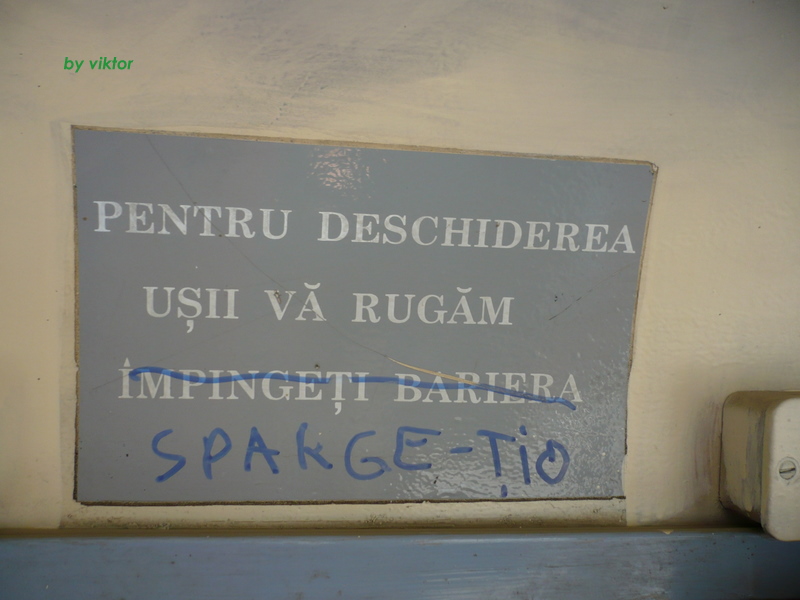 by viktor
PENTRU DESCHIDEREA
UȘII VĂ RUGĂM
ÎMPINGEȚI BARIERA
SPARGE-ȚIO